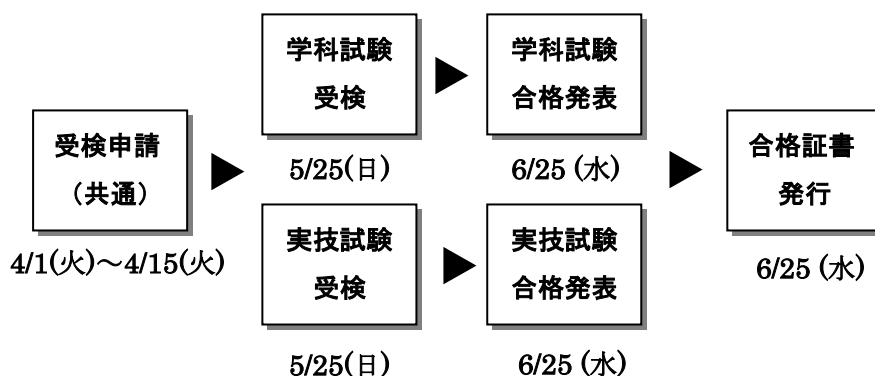 受検申請
（共通）
4/1(火)～4/15(火)
学科試験
受検
5/25(日)
学科試験
合格発表
6/25 (水)
実技試験
受検
5/25(日)
実技試験
合格発表
6/25 (水)
合格証書
発行
6/25 (水)